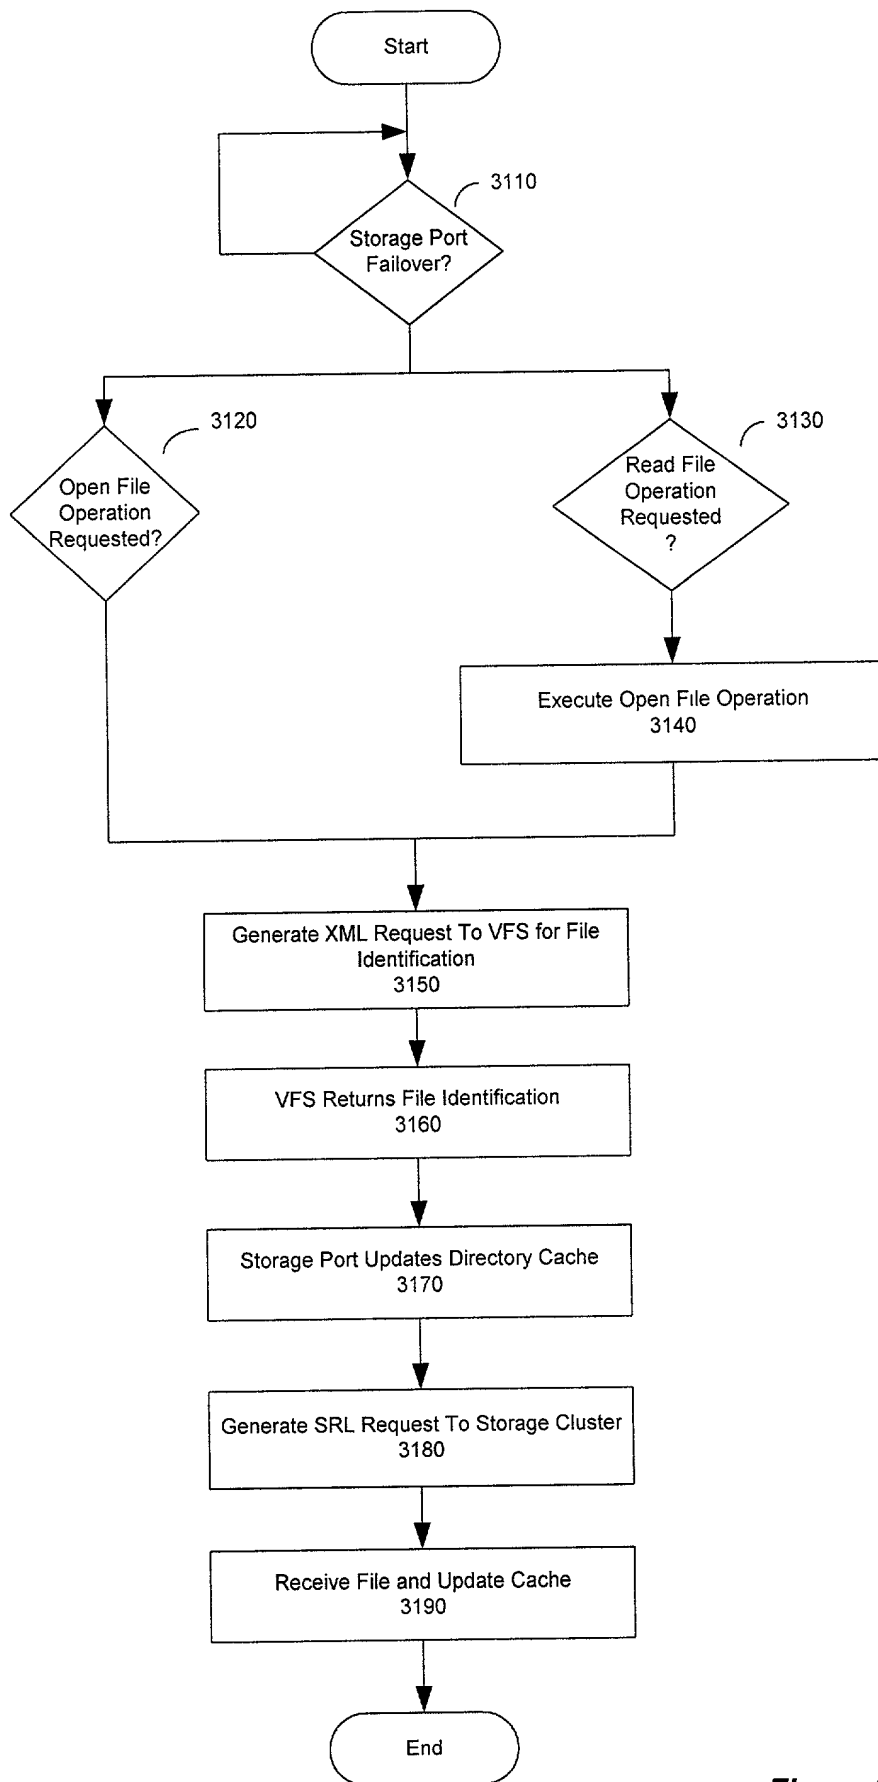 Start
3110
Storage Port
Failover?
3120
3130
Open File
Operation
Requested?
Read File
Operation
Requested
?
Execute Open File Operation
3140
Generate XML Request To VFS for File
Identification
3150
VFS Returns File Identification
3160
Storage Port Updates Directory Cache
3170
Generate SRL Request To Storage Cluster
3180
Receive File and Update Cache
3190
End